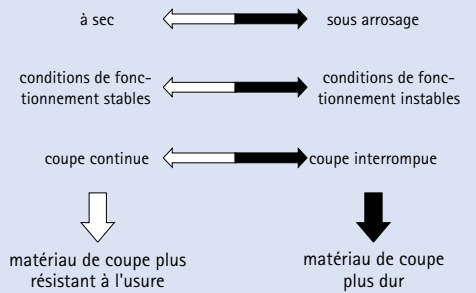 à sec
sous arrosage
conditions de fonc-
tionnement stables
conditions de fonc-
tionnement instables
coupe continue
coupe interrompue
matériau de coupe plus
résistant à l'usure
matériau de coupe
plus dur